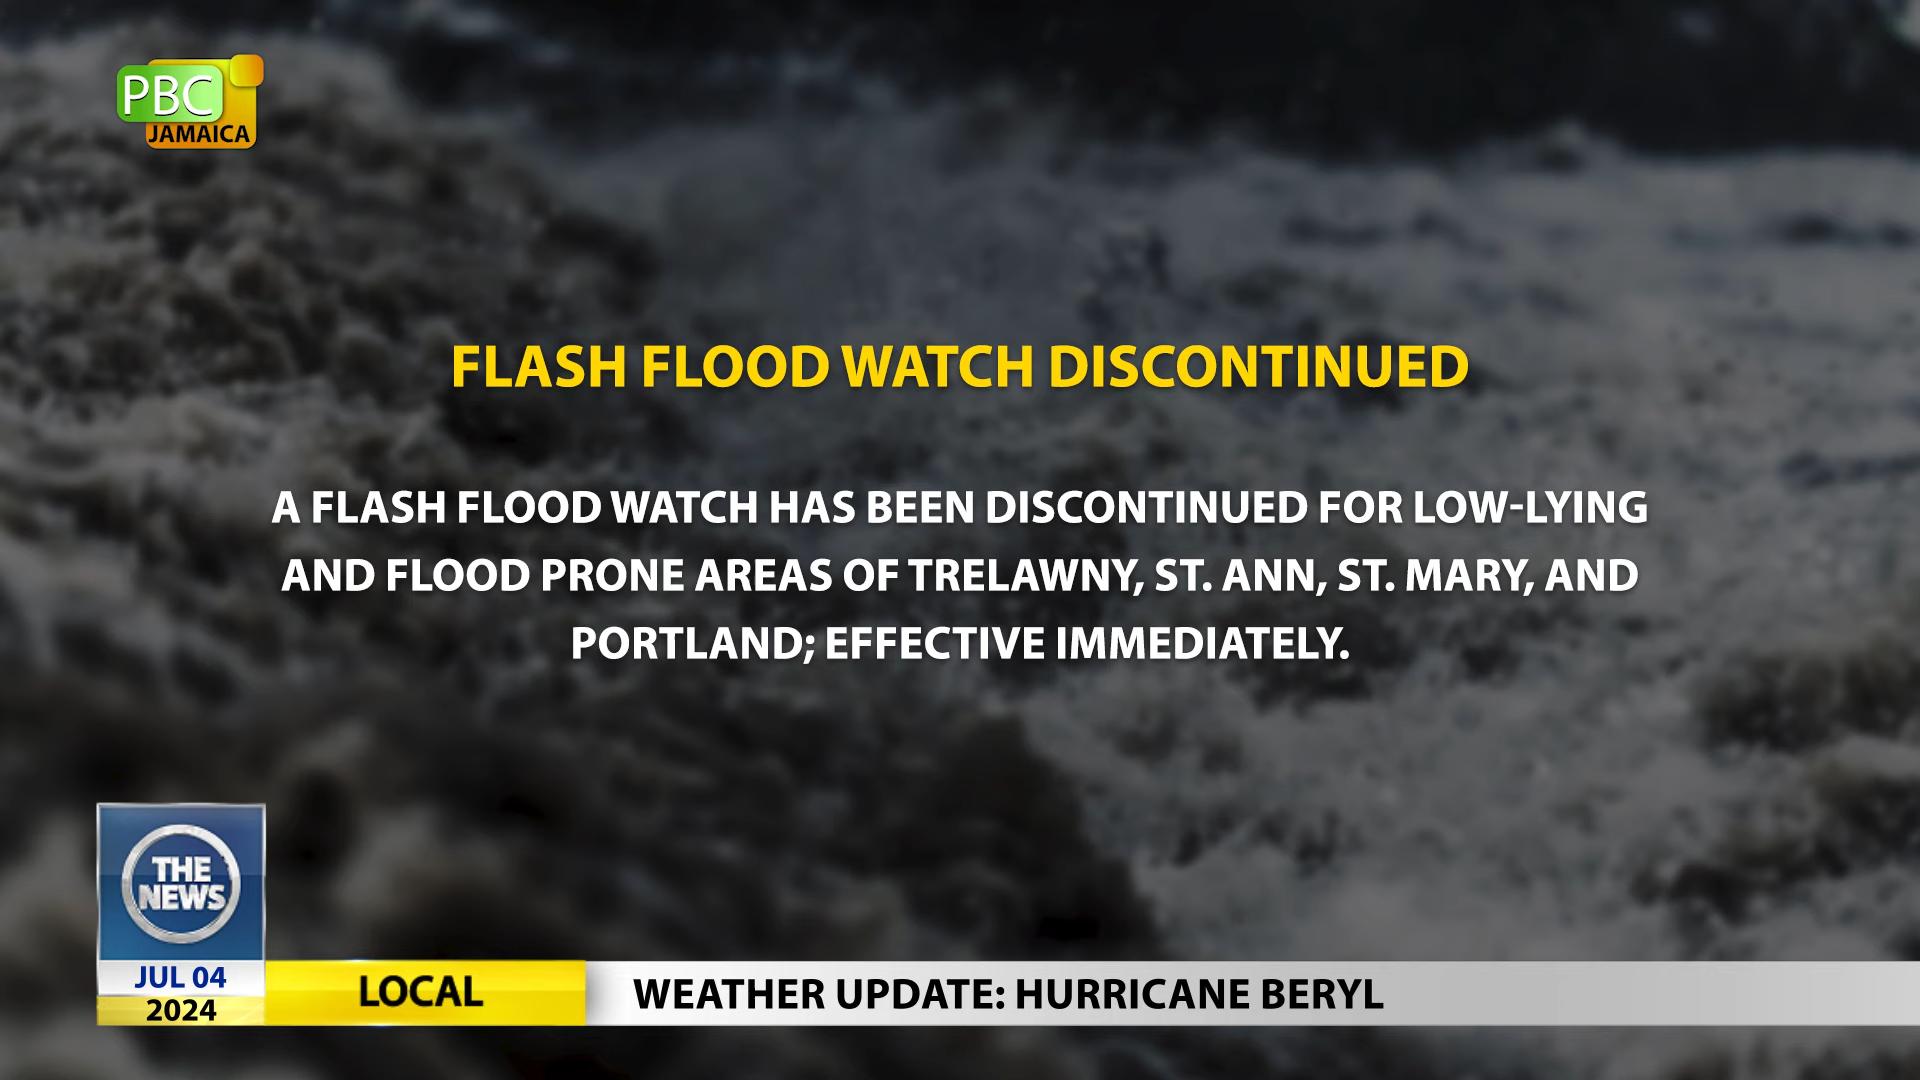 PBC
JAMAICA
FLASH FLOOD WATCH DISCONTINUED
A FLASH FLOOD WATCH HAS BEEN DISCONTINUED FOR LOW-LYING
AND FLOOD PRONE AREAS OF TRELAWNY, ST. ANN, ST. MARY, AND
PORTLAND; EFFECTIVE IMMEDIATELY.
THE
NEWS
JUL 04
2024
LOCAL
WEATHER UPDATE: HURRICANE BERYL